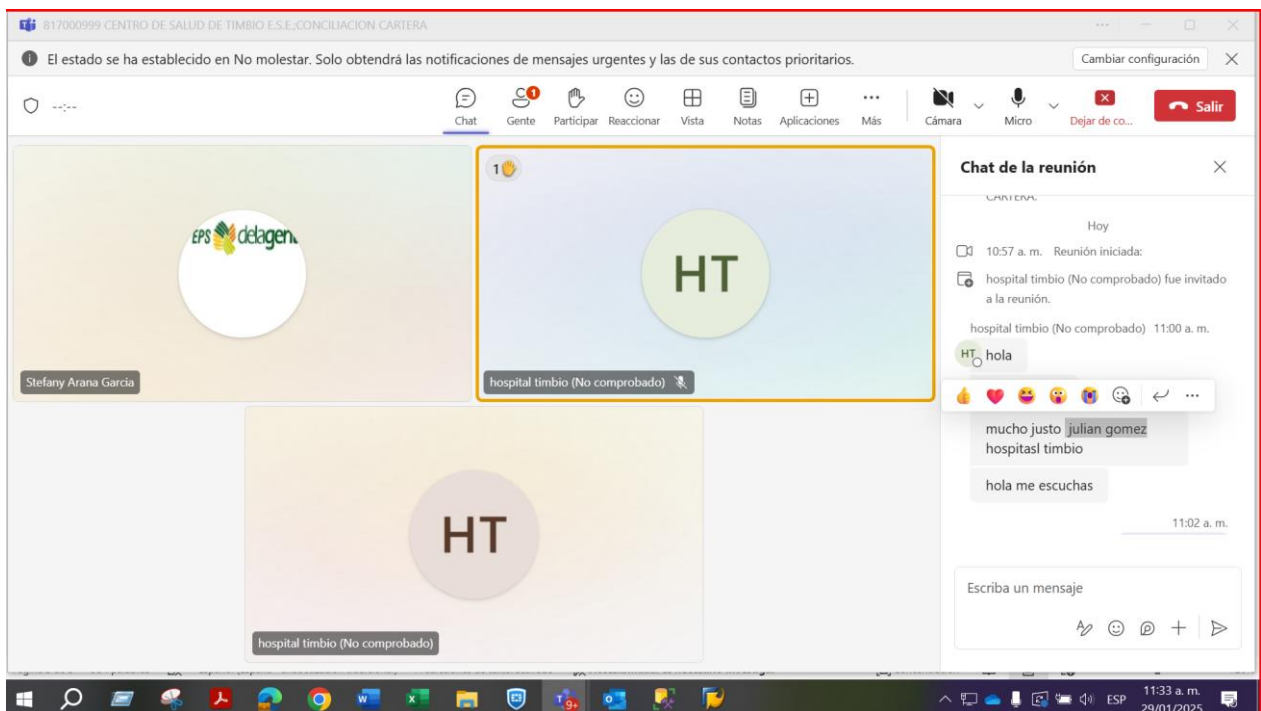 817000999 CENTRO DE SALUD DE TIMBIO E.S.E.;CONCILIACION CARTERA
El estado se ha establecido en No molestar. Solo obtendrá las notificaciones de mensajes urgentes y las de sus contactos prioritarios.
Cambiar configuración
--:--
Chat
Gente
1
Participar
Reaccionar
Vista
Notas
Aplicaciones
Más
Cámara
Micro
Dejar de co...
Salir
EPS delagen
Stefany Arana Garcia
1
HT
hospital timbio (No comprobado)
HT
hospital timbio (No comprobado)
Chat de la reunión
CARTERA.
Hoy
10:57 a. m. Reunión iniciada:
hospital timbio (No comprobado) fue invitado
a la reunión.
hospital timbio (No comprobado) 11:00 a. m.
HT
hola
mucho justo julian gomez
hospitasl timbio
hola me escuchas
11:02 a. m.
Escriba un mensaje
9+
ESP
11:33 a. m.
29/01/2025